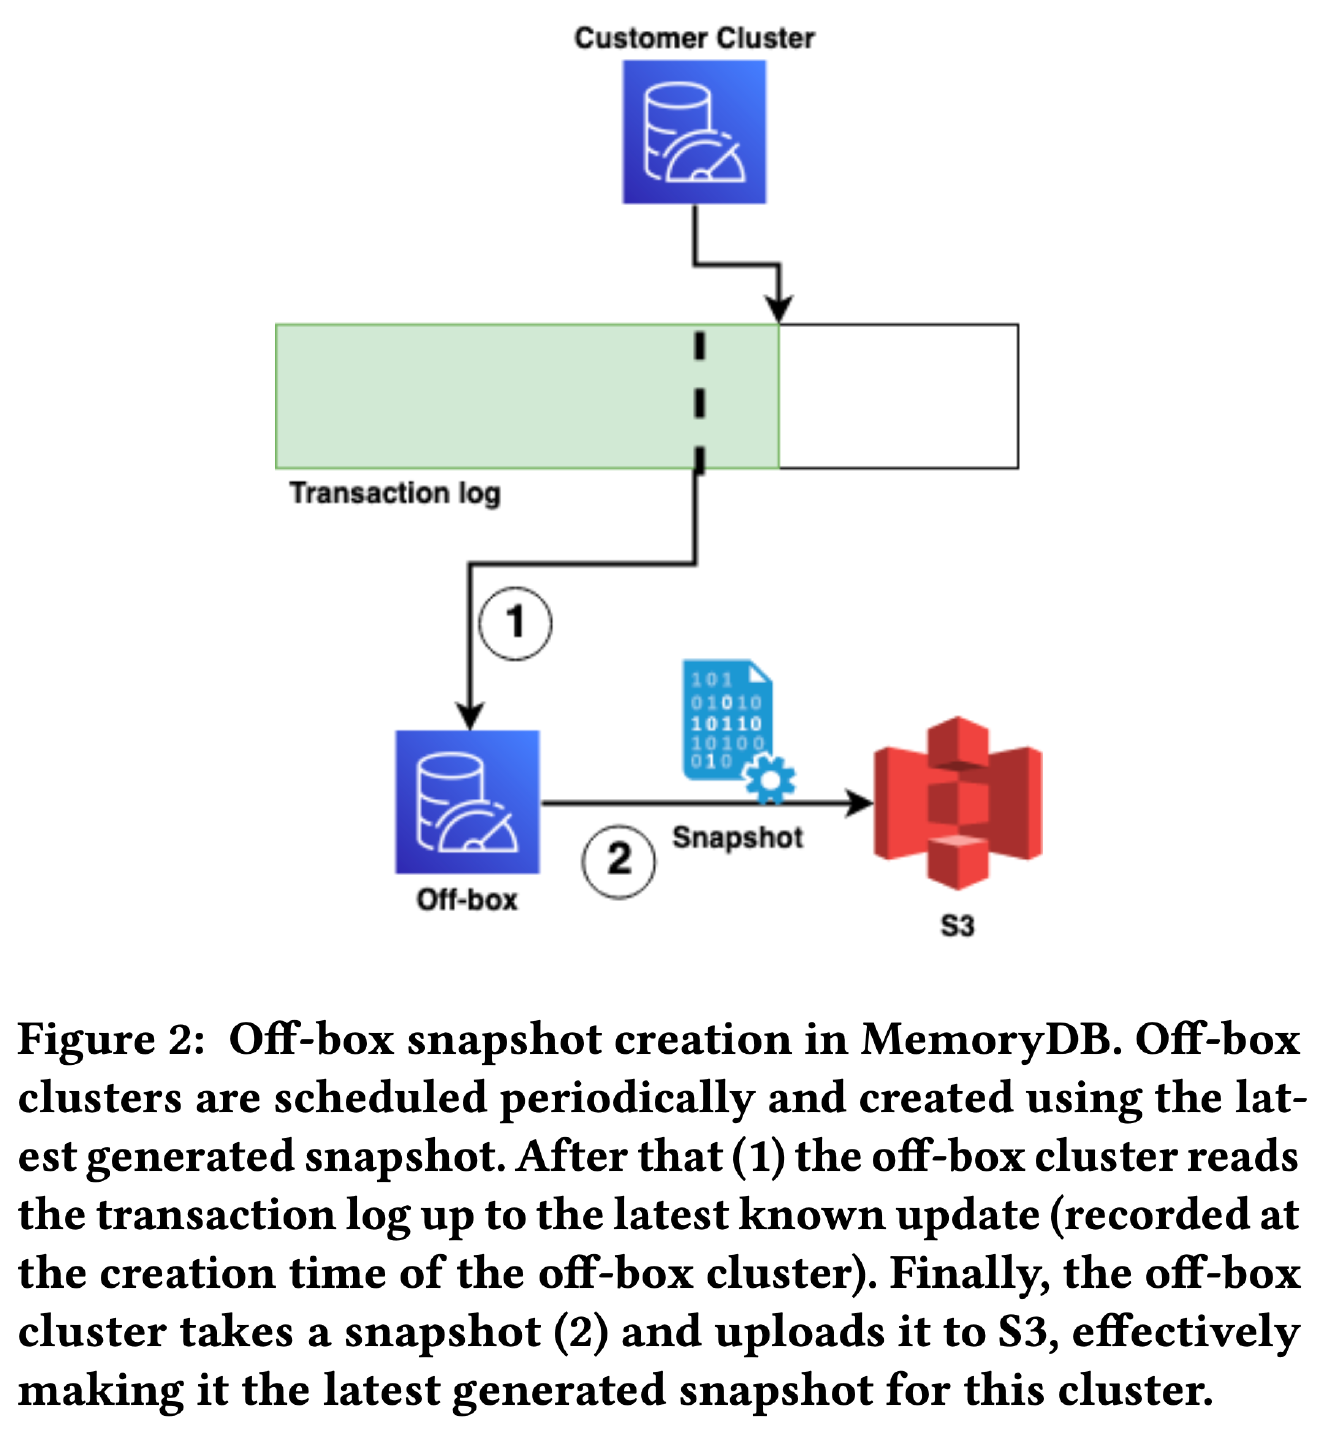 Customer Cluster
Transaction log
1
101
01010
10110
10100
010
Snapshot
2
Off-box
S3
Figure 2: Off-box snapshot creation in MemoryDB. Off-box
clusters are scheduled periodically and created using the lat-
est generated snapshot. After that (1) the off-box cluster reads
the transaction log up to the latest known update (recorded at
the creation time of the off-box cluster). Finally, the off-box
cluster takes a snapshot (2) and uploads it to S3, effectively
making it the latest generated snapshot for this cluster.